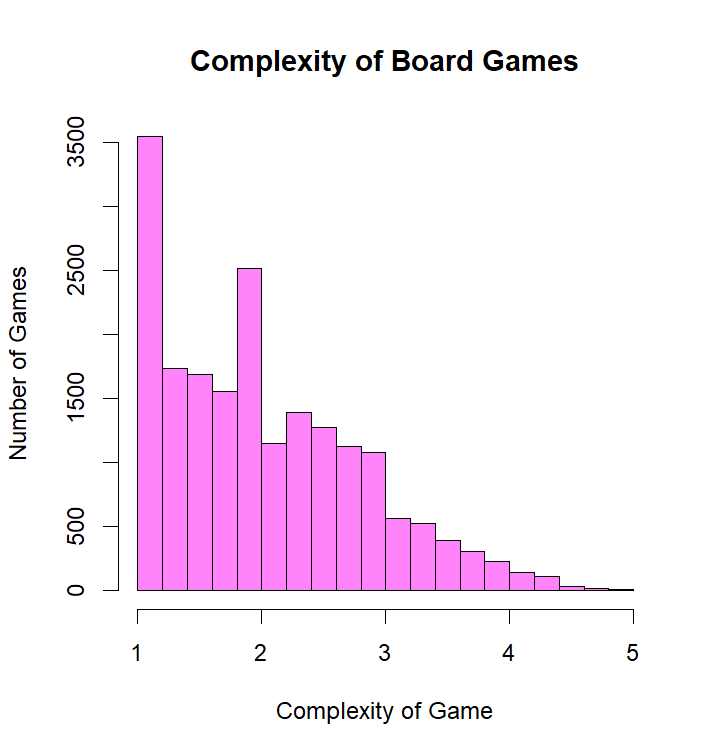 Complexity of Board Games
Number of Games
3500
2500
1500
500
0
1 2 3 4 5
Complexity of Game